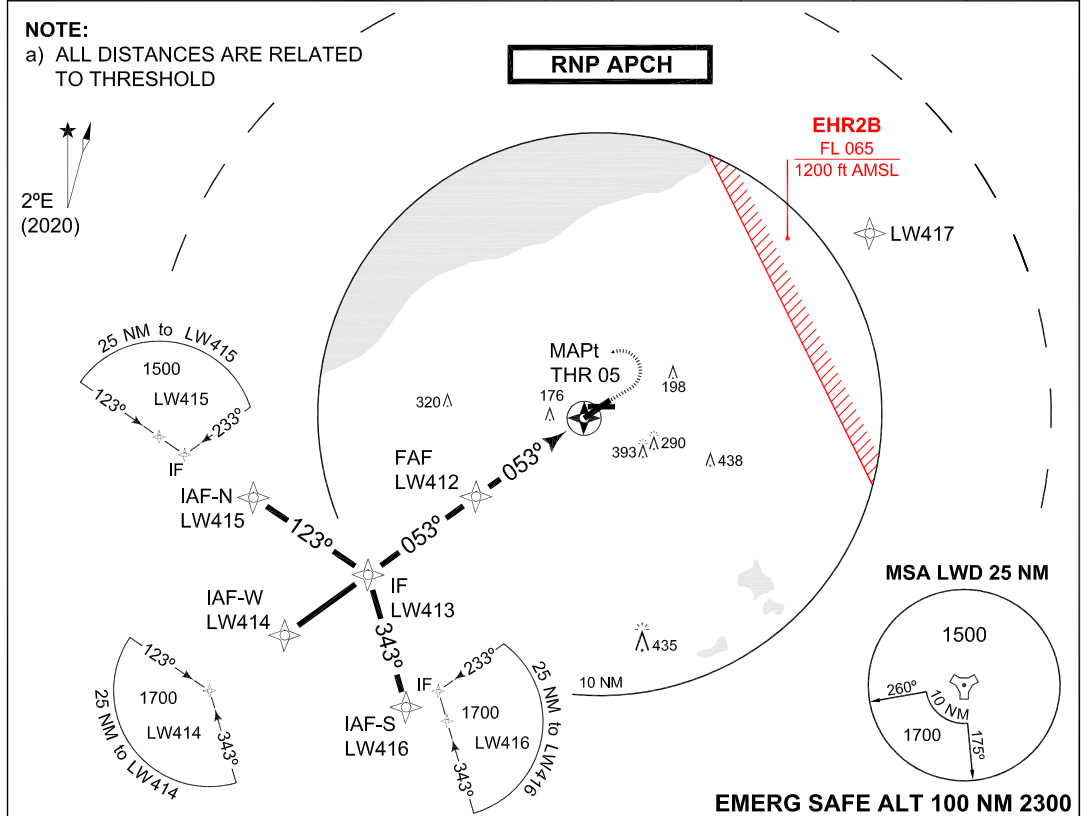 NOTE:
a) ALL DISTANCES ARE RELATED
TO THRESHOLD
RNP APCH
2ºE
(2020)
EHR2B
FL 065
1200 ft AMSL
LW417
25 NM to LW415
1500
LW415
123º
233º
IF
MAPt
THR 05
320
176
198
393
290
438
FAF
LW412
053º
IAF-N
LW415
123º
053º
IF
LW413
IAF-W
LW414
343º
435
10 NM
IAF-S
LW416
123º
1700
LW414
343º
25 NM to LW414
233º
IF
1700
LW416
343º
25 NM to LW416
MSA LWD 25 NM
1500
260º
10 NM
1700
175º
EMERG SAFE ALT 100 NM 2300